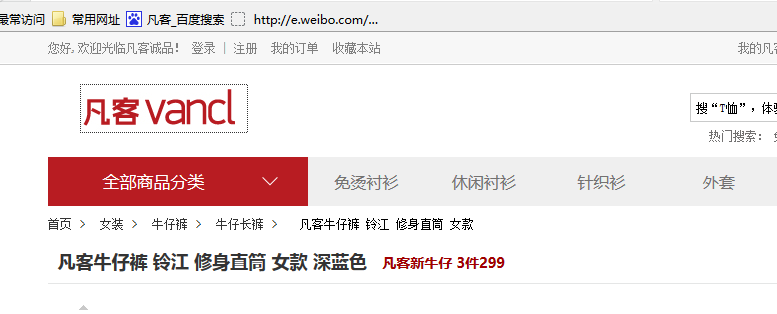 最常访问 常用网址 凡客_百度搜索 http://e.weibo.com/...
您好, 欢迎光临凡客诚品! 登录 | 注册 我的订单 收藏本站 我的凡
凡客 vancl
搜“T恤”，体
热门搜索:
全部商品分类 免烫衬衫 休闲衬衫 针织衫 外套
首页 > 女装 > 牛仔裤 > 牛仔长裤 > 凡客牛仔裤 铃江 修身直筒 女款
凡客牛仔裤 铃江 修身直筒 女款 深蓝色 凡客新牛仔 3件299